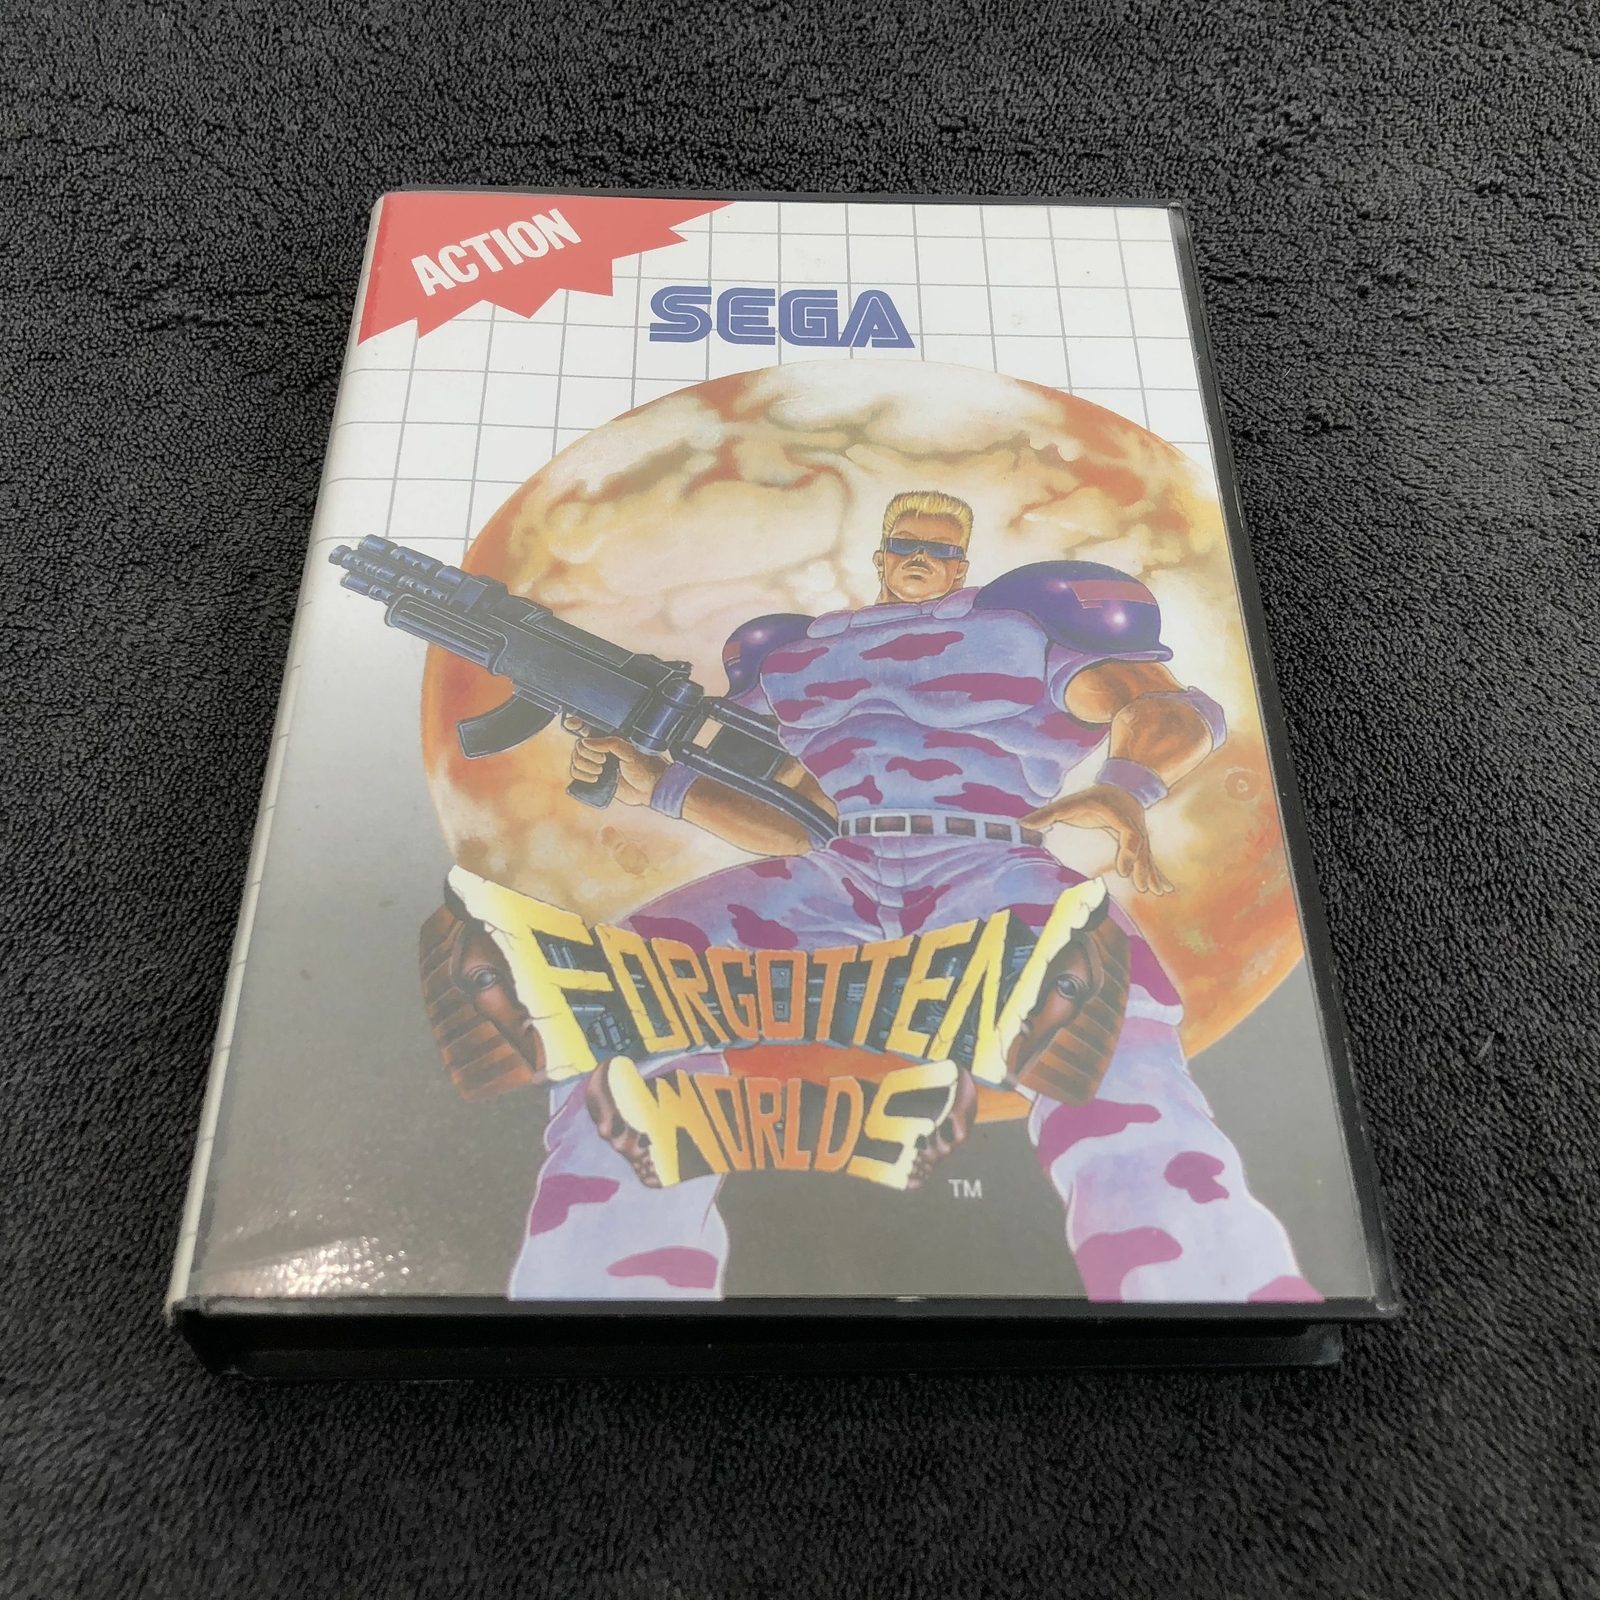 ACTION
SEGA
FORGOTTEN
WORLDS
TM